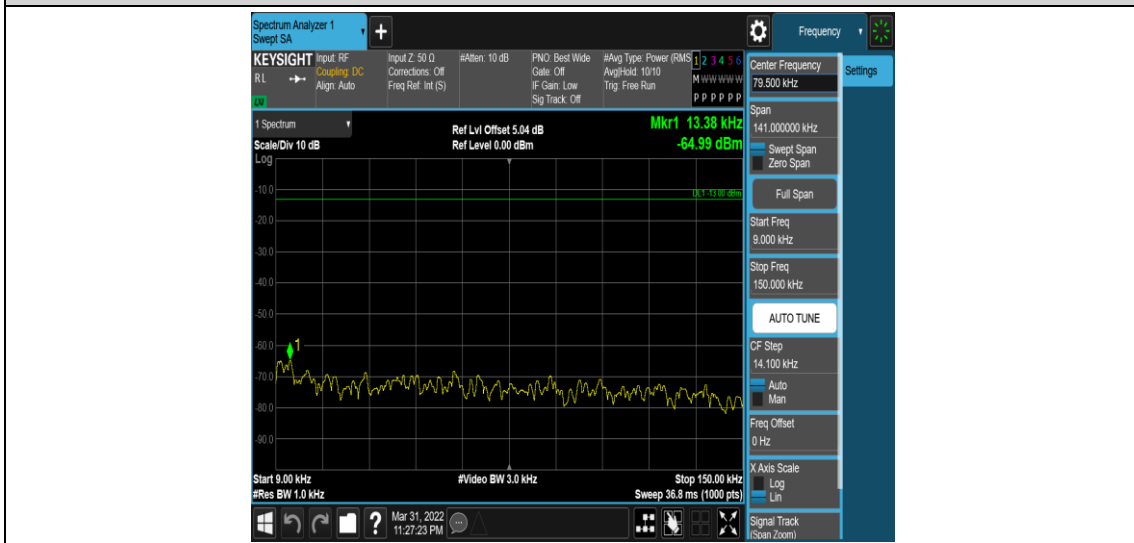 Spectrum Analyzer 1
Swept SA
+
Frequency
KEYSIGHT
RL
Input: RF
Coupling: DC
Align: Auto
Input Z: 50 Ω
Corrections: Off
Freq Ref: Int (S)
#Atten: 10 dB
PNO: Best Wide
Gate: Off
IF Gain: Low
Sig Track: Off
#Avg Type: Power (RMS
Avg|Hold: 10/10
Trig: Free Run
1 2 3 4 5 6
M W W W W W
P P P P P P
Center Frequency
79.500 kHz
Settings
LXI
1 Spectrum
Scale/Div 10 dB
Log
Ref Lvl Offset 5.04 dB
Ref Level 0.00 dBm
Mkr1 13.38 kHz
-64.99 dBm
Span
141.000000 kHz
Swept Span
Zero Span
DL1 -13.00 dBm
Full Span
-10.0
-20.0
-30.0
-40.0
-50.0
-60.0
-70.0
-80.0
-90.0
1
Start Freq
9.000 kHz
Stop Freq
150.000 kHz
AUTO TUNE
CF Step
14.100 kHz
Auto
Man
Freq Offset
0 Hz
X Axis Scale
Log
Lin
Start 9.00 kHz
#Res BW 1.0 kHz
#Video BW 3.0 kHz
Stop 150.00 kHz
Sweep 36.8 ms (1000 pts)
?
Mar 31, 2022
11:27:23 PM
Signal Track
(Span Zoom)